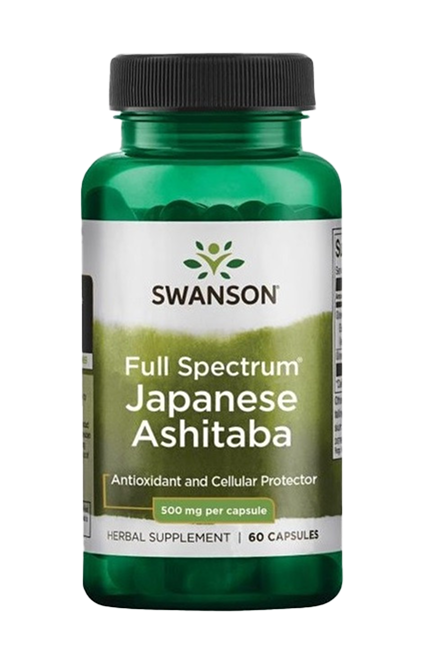 SWANSON®
Full Spectrum®
Japanese
Ashitaba
Antioxidant and Cellular Protector
500 mg per capsule
HERBAL SUPPLEMENT | 60 CAPSULES